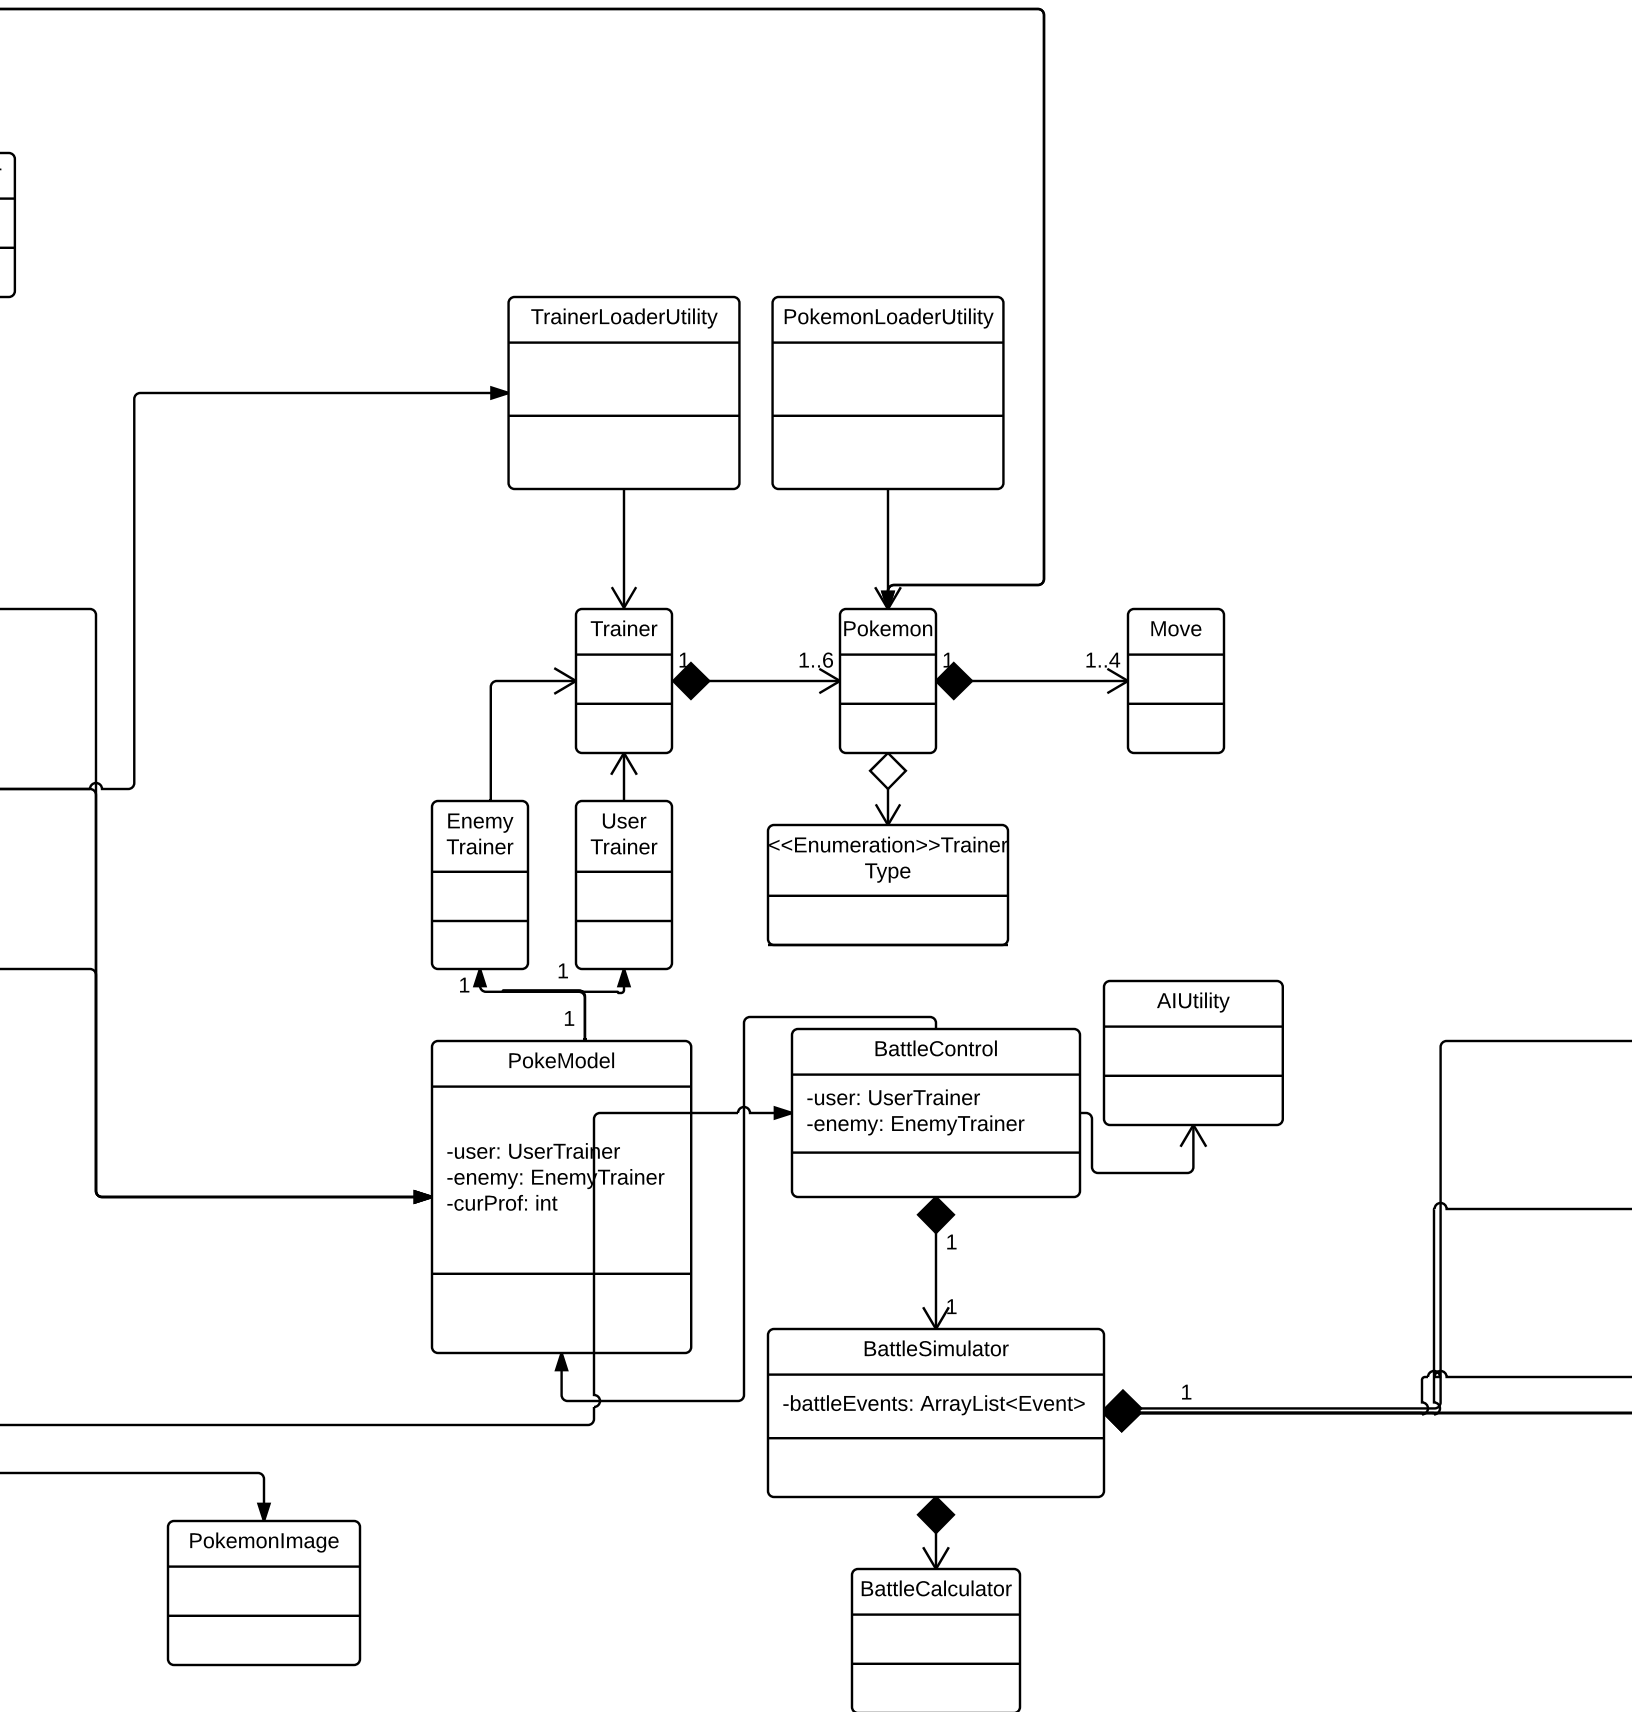 TrainerLoaderUtility
PokemonLoaderUtility
Trainer
1
1..6
Pokemon
1
1..4
Move
Enemy
Trainer
User
Trainer
<<Enumeration>>Trainer
Type
1
1
1
PokeModel
-user: UserTrainer
-enemy: EnemyTrainer
-curProf: int
BattleControl
-user: UserTrainer
-enemy: EnemyTrainer
AIUtility
1
1
BattleSimulator
-battleEvents: ArrayList<Event>
1
PokemonImage
BattleCalculator